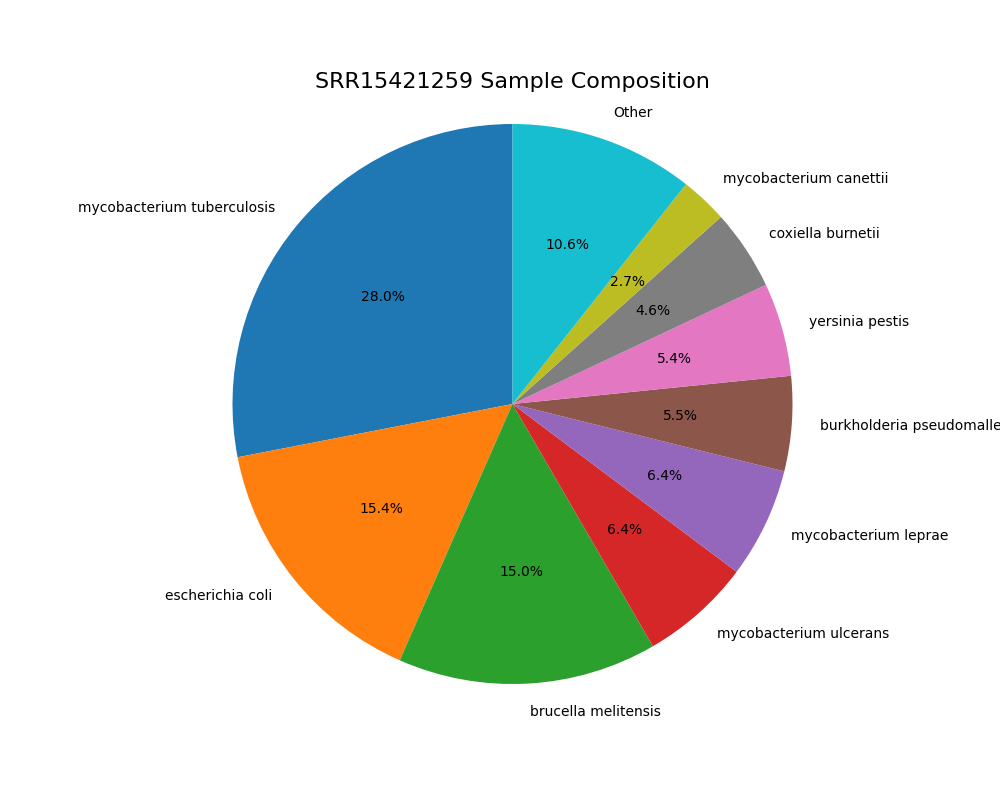 SRR15421259 Sample Composition
Other
mycobacterium canettii
coxiella burnetii
yersinia pestis
burkholderia pseudomalle
mycobacterium leprae
mycobacterium ulcerans
brucella melitensis
escherichia coli
mycobacterium tuberculosis
10.6%
2.7%
4.6%
5.4%
5.5%
6.4%
6.4%
15.0%
15.4%
28.0%